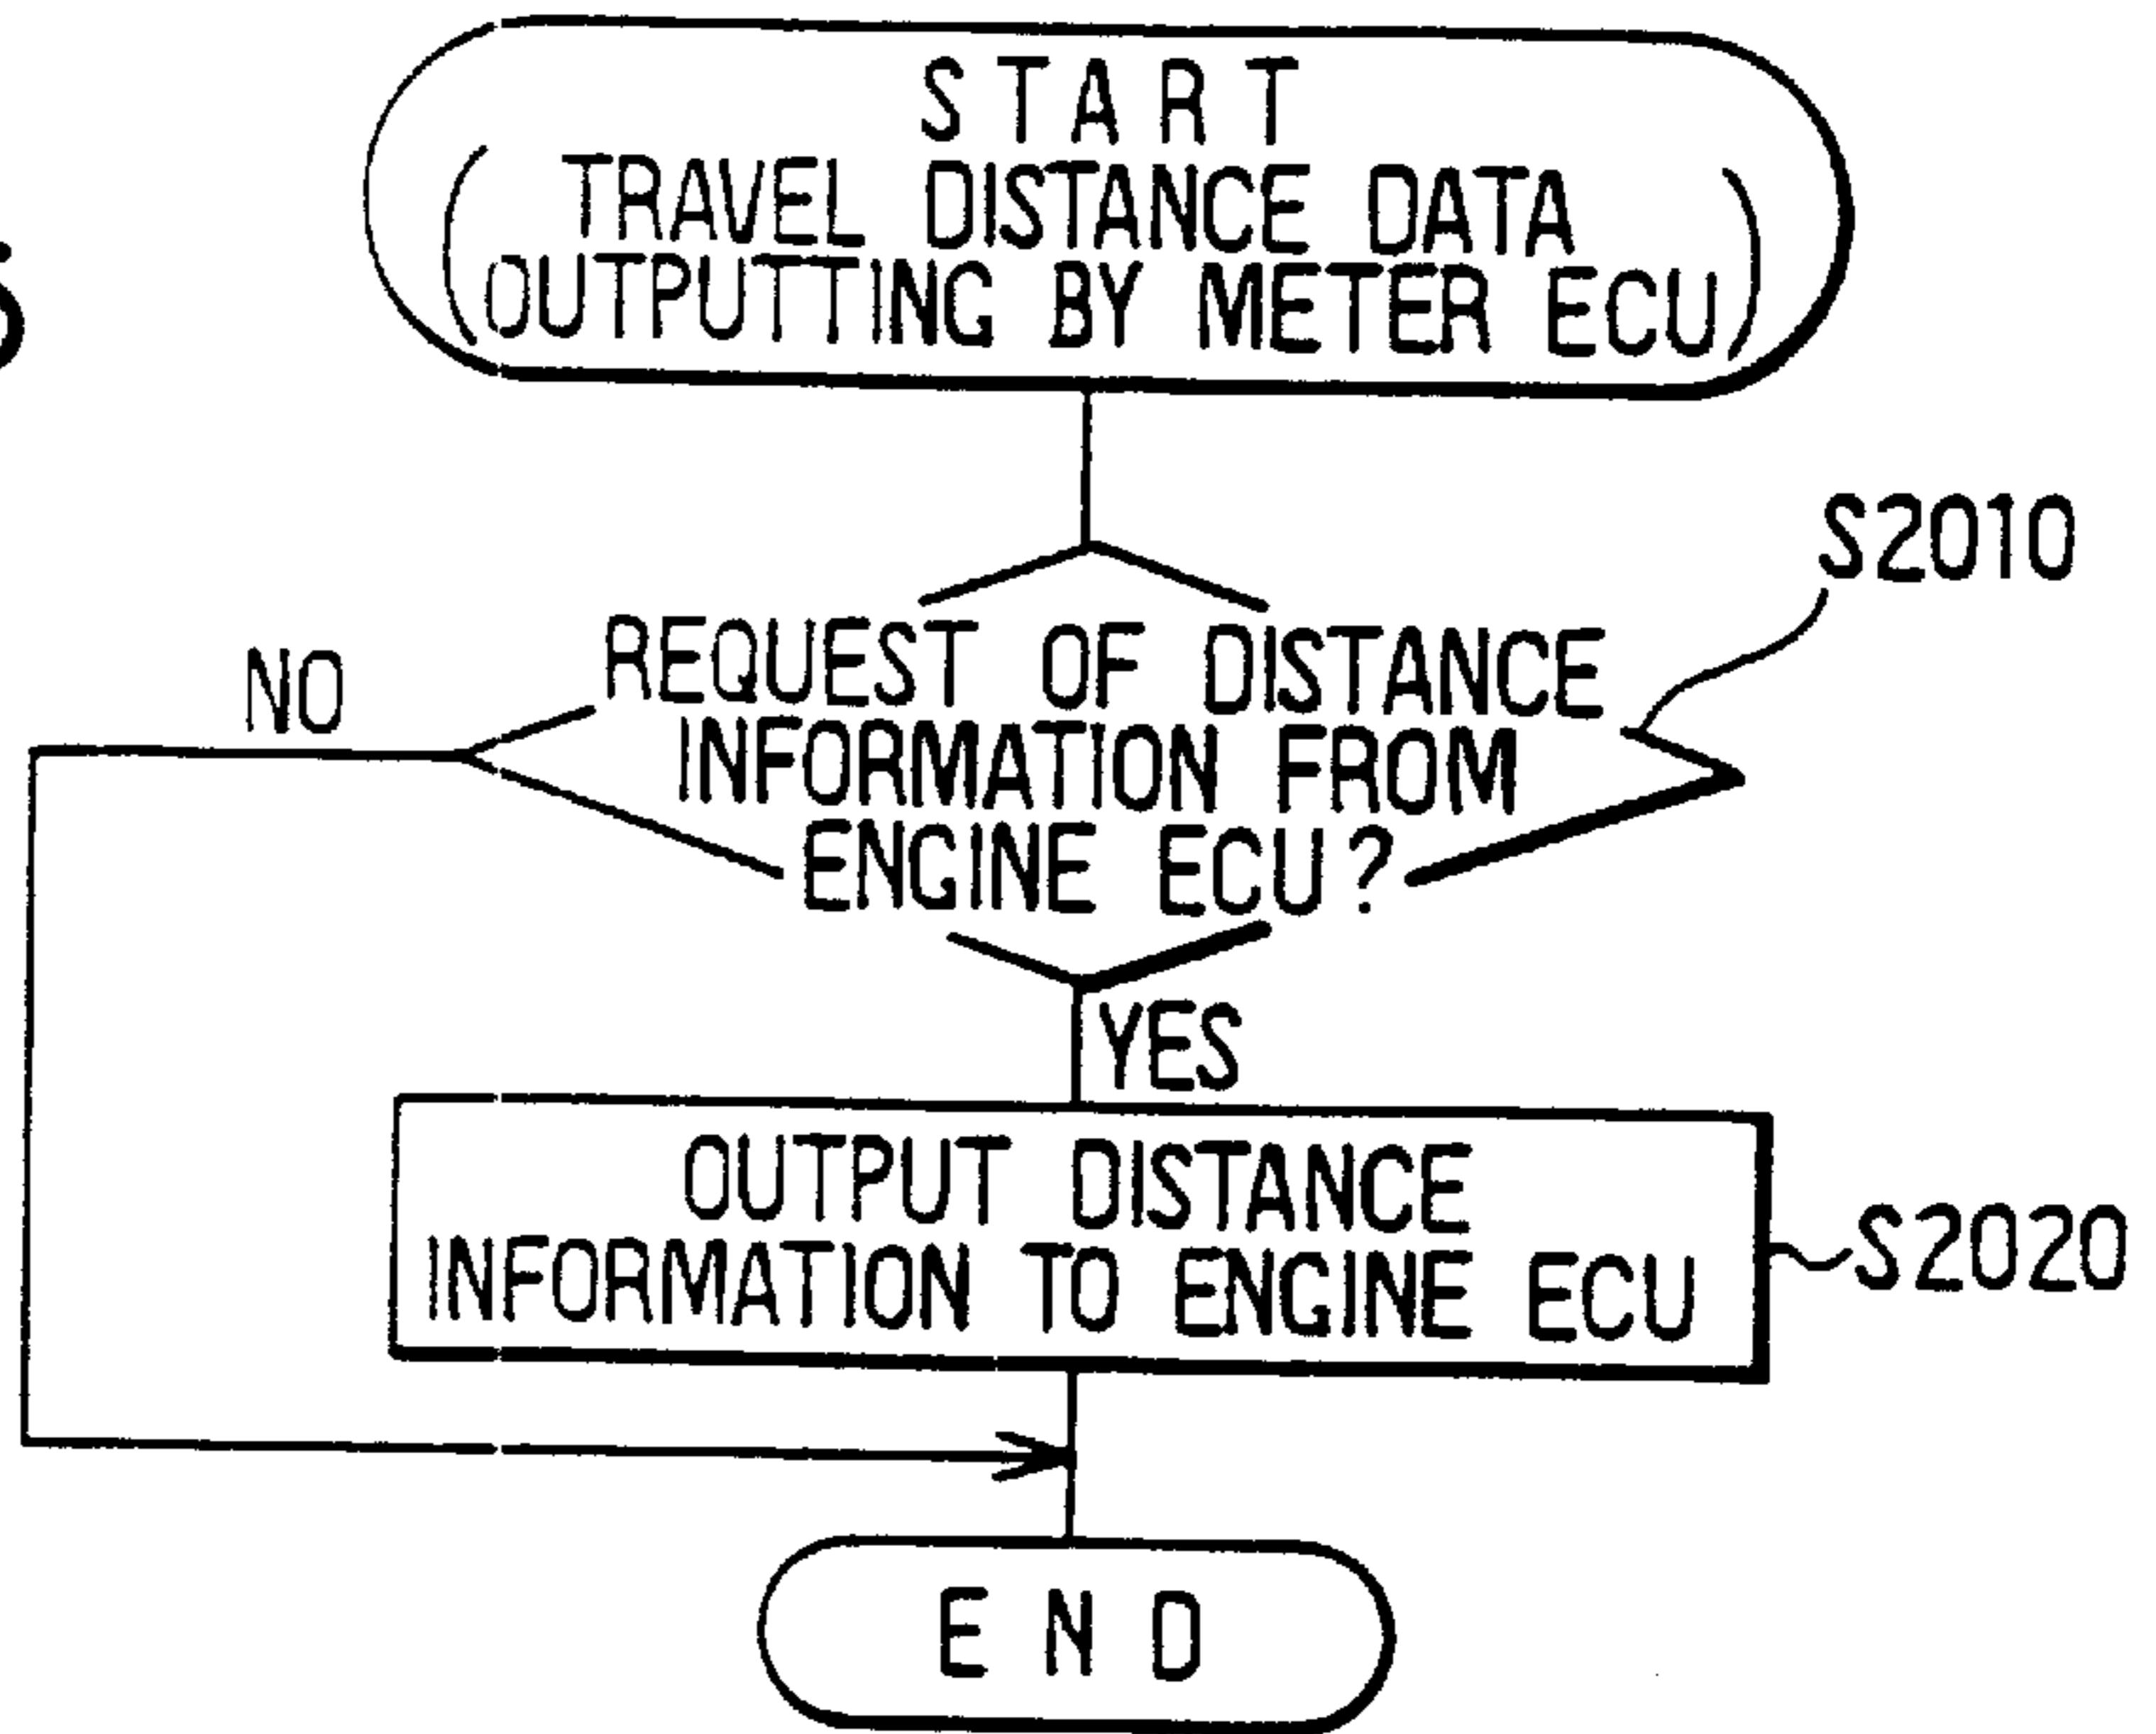 START
(TRAVEL DISTANCE DATA
OUTPUTTING BY METER ECU)
S2010
NO
REQUEST OF DISTANCE
INFORMATION FROM
ENGINE ECU?
YES
OUTPUT DISTANCE
INFORMATION TO ENGINE ECU
S2020
END